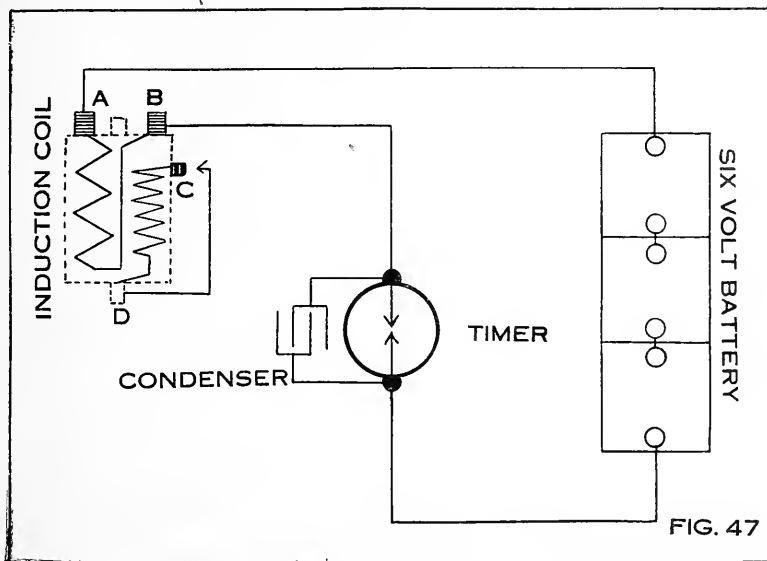 INDUCTION COIL
A
B
C
D
CONDENSER
TIMER
SIX VOLT BATTERY
FIG. 47